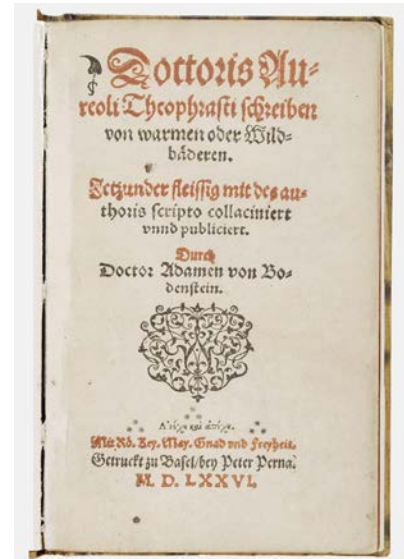 Doctoris Au-
reoli Theophrasti schreiben
von warmen oder Wild-
bäderen.
Jetzunder fleissig mit des au-
thoris scripto collacioniert
vnnd publiciert.
Durch
Doctor Adamen von Bo-
denstein.
Mit Rö. Key. May. Gnad vnd Freyheit.
Getruckt zu Basel/bey Peter Perna.
M. D. LXXVI.